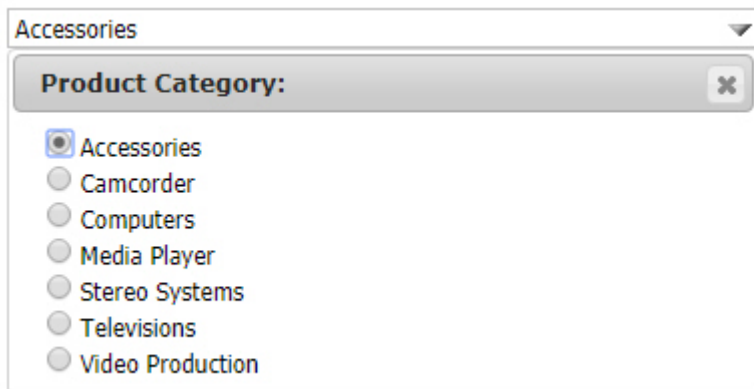 Accessories
Product Category:
Accessories
Camcorder
Computers
Media Player
Stereo Systems
Televisions
Video Production